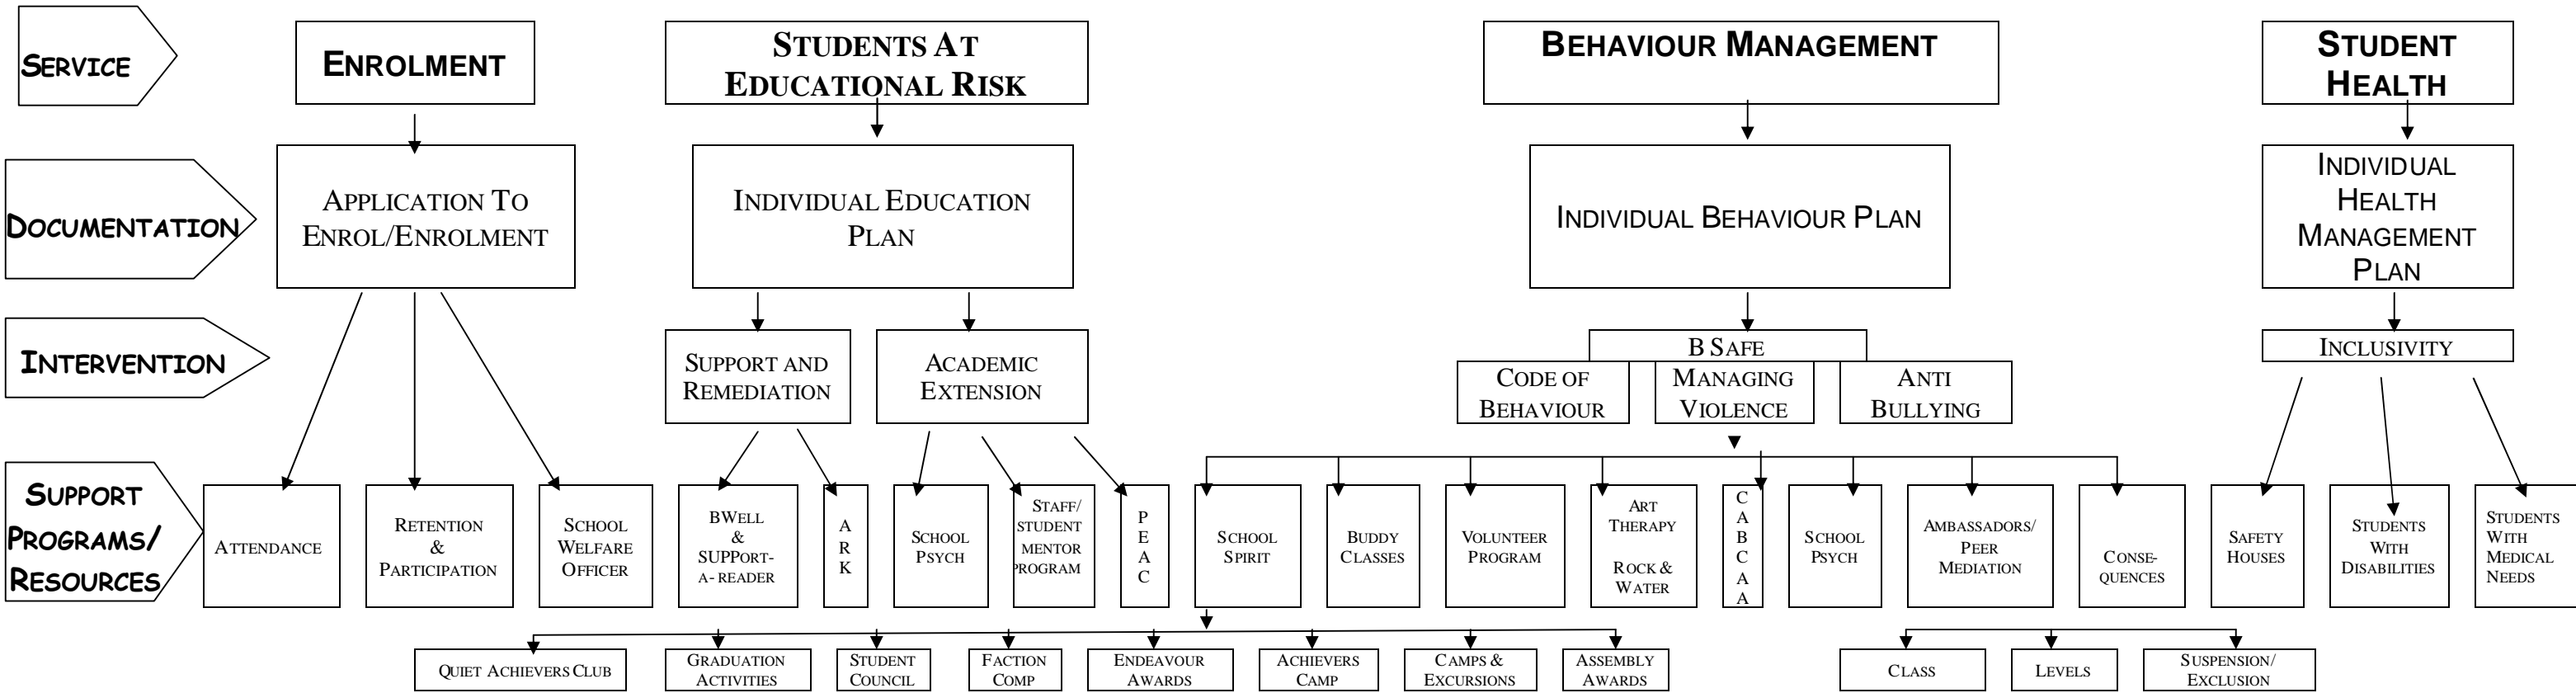 SERVICE
ENROLMENT
STUDENTS AT
EDUCATIONAL RISK
BEHAVIOUR MANAGEMENT
STUDENT
HEALTH
DOCUMENTATION
APPLICATION TO
ENROL/ENROLMENT
INDIVIDUAL EDUCATION
PLAN
INDIVIDUAL BEHAVIOUR PLAN
INDIVIDUAL
HEALTH
MANAGEMENT
PLAN
INTERVENTION
SUPPORT AND
REMEDIATION
ACADEMIC
EXTENSION
B SAFE
CODE OF
BEHAVIOUR
MANAGING
VIOLENCE
ANTI
BULLYING
INCLUSIVITY
SUPPORT
PROGRAMS/
RESOURCES
ATTENDANCE
RETENTION
&
PARTICIPATION
SCHOOL
WELFARE
OFFICER
BWELL
&
SUPPORT-
A- READER
A
R
K
SCHOOL
PSYCH
STAFF/
STUDENT
MENTOR
PROGRAM
P
E
A
C
SCHOOL
SPIRIT
BUDDY
CLASSES
VOLUNTEER
PROGRAM
ART
THERAPY
ROCK &
WATER
C
A
B
C
A
A
SCHOOL
PSYCH
AMBASSADORS/
PEER
MEDIATION
CONSE-
QUENCES
SAFETY
HOUSES
STUDENTS
WITH
DISABILITIES
STUDENTS
WITH
MEDICAL
NEEDS
QUIET ACHIEVERS CLUB
GRADUATION
ACTIVITIES
STUDENT
COUNCIL
FACTION
COMP
ENDEAVOUR
AWARDS
ACHIEVERS
CAMP
CAMPS &
EXCURSIONS
ASSEMBLY
AWARDS
CLASS
LEVELS
SUSPENSION/
EXCLUSION